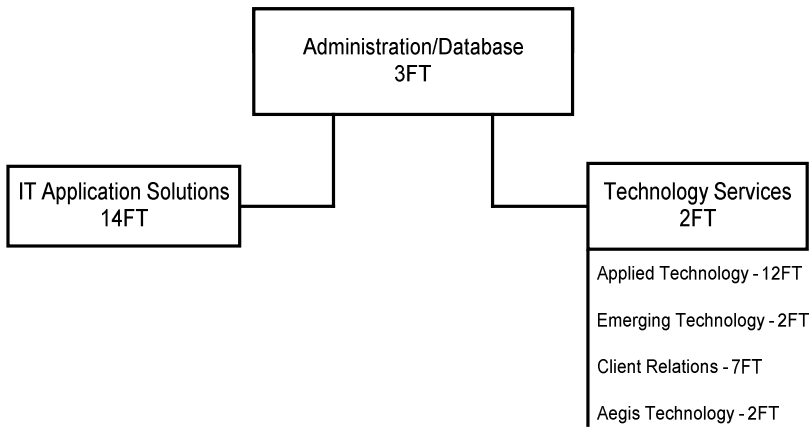 Administration/Database
3FT
IT Application Solutions
14FT
Technology Services
2FT
Applied Technology - 12FT
Emerging Technology - 2FT
Client Relations - 7FT
Aegis Technology - 2FT